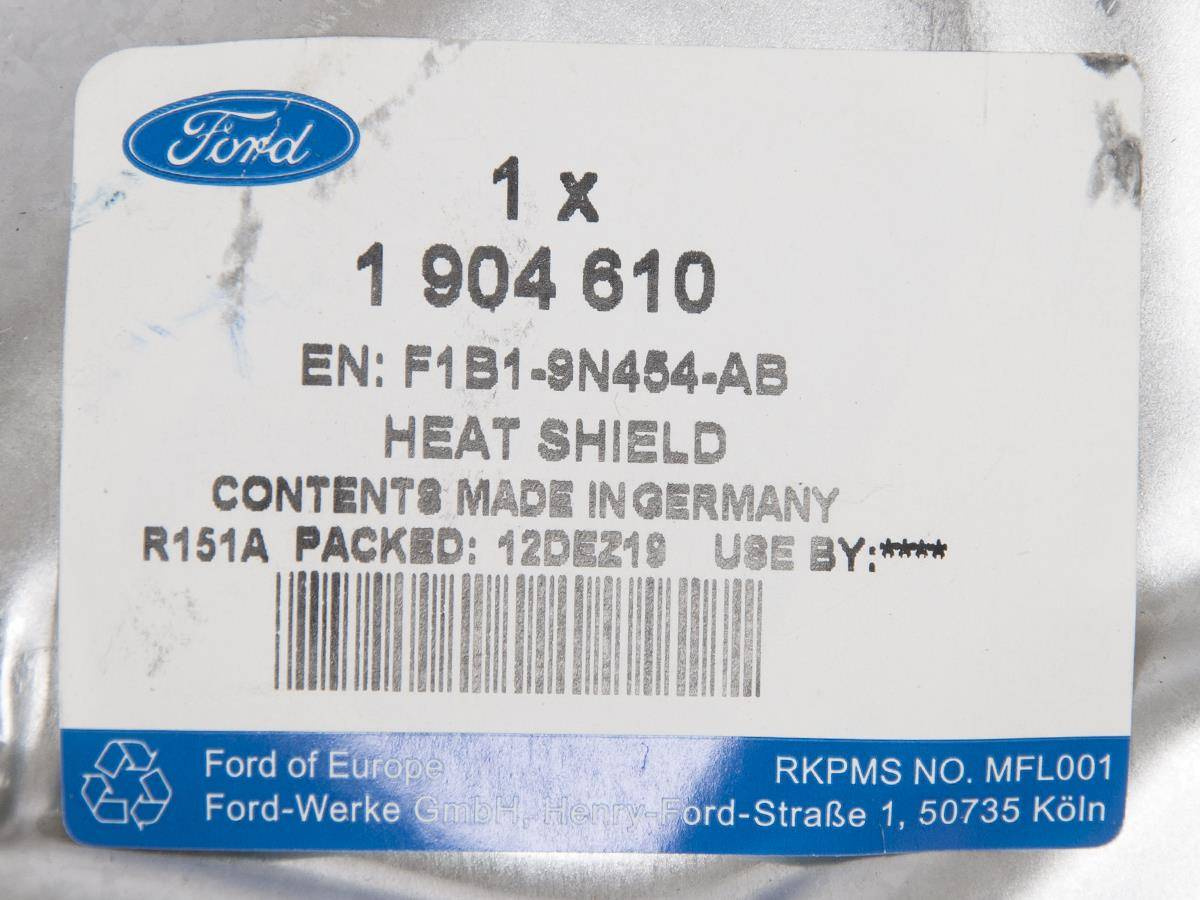 Ford
1 x
1 904 610
EN: F1B1-9N454-AB
HEAT SHIELD
CONTENTS MADE IN GERMANY
R151A PACKED: 12DEZ19 USE BY:****
Ford of Europe RKPMS NO. MFL001
Ford-Werke GmbH, Henry-Ford-Straße 1, 50735 Köln